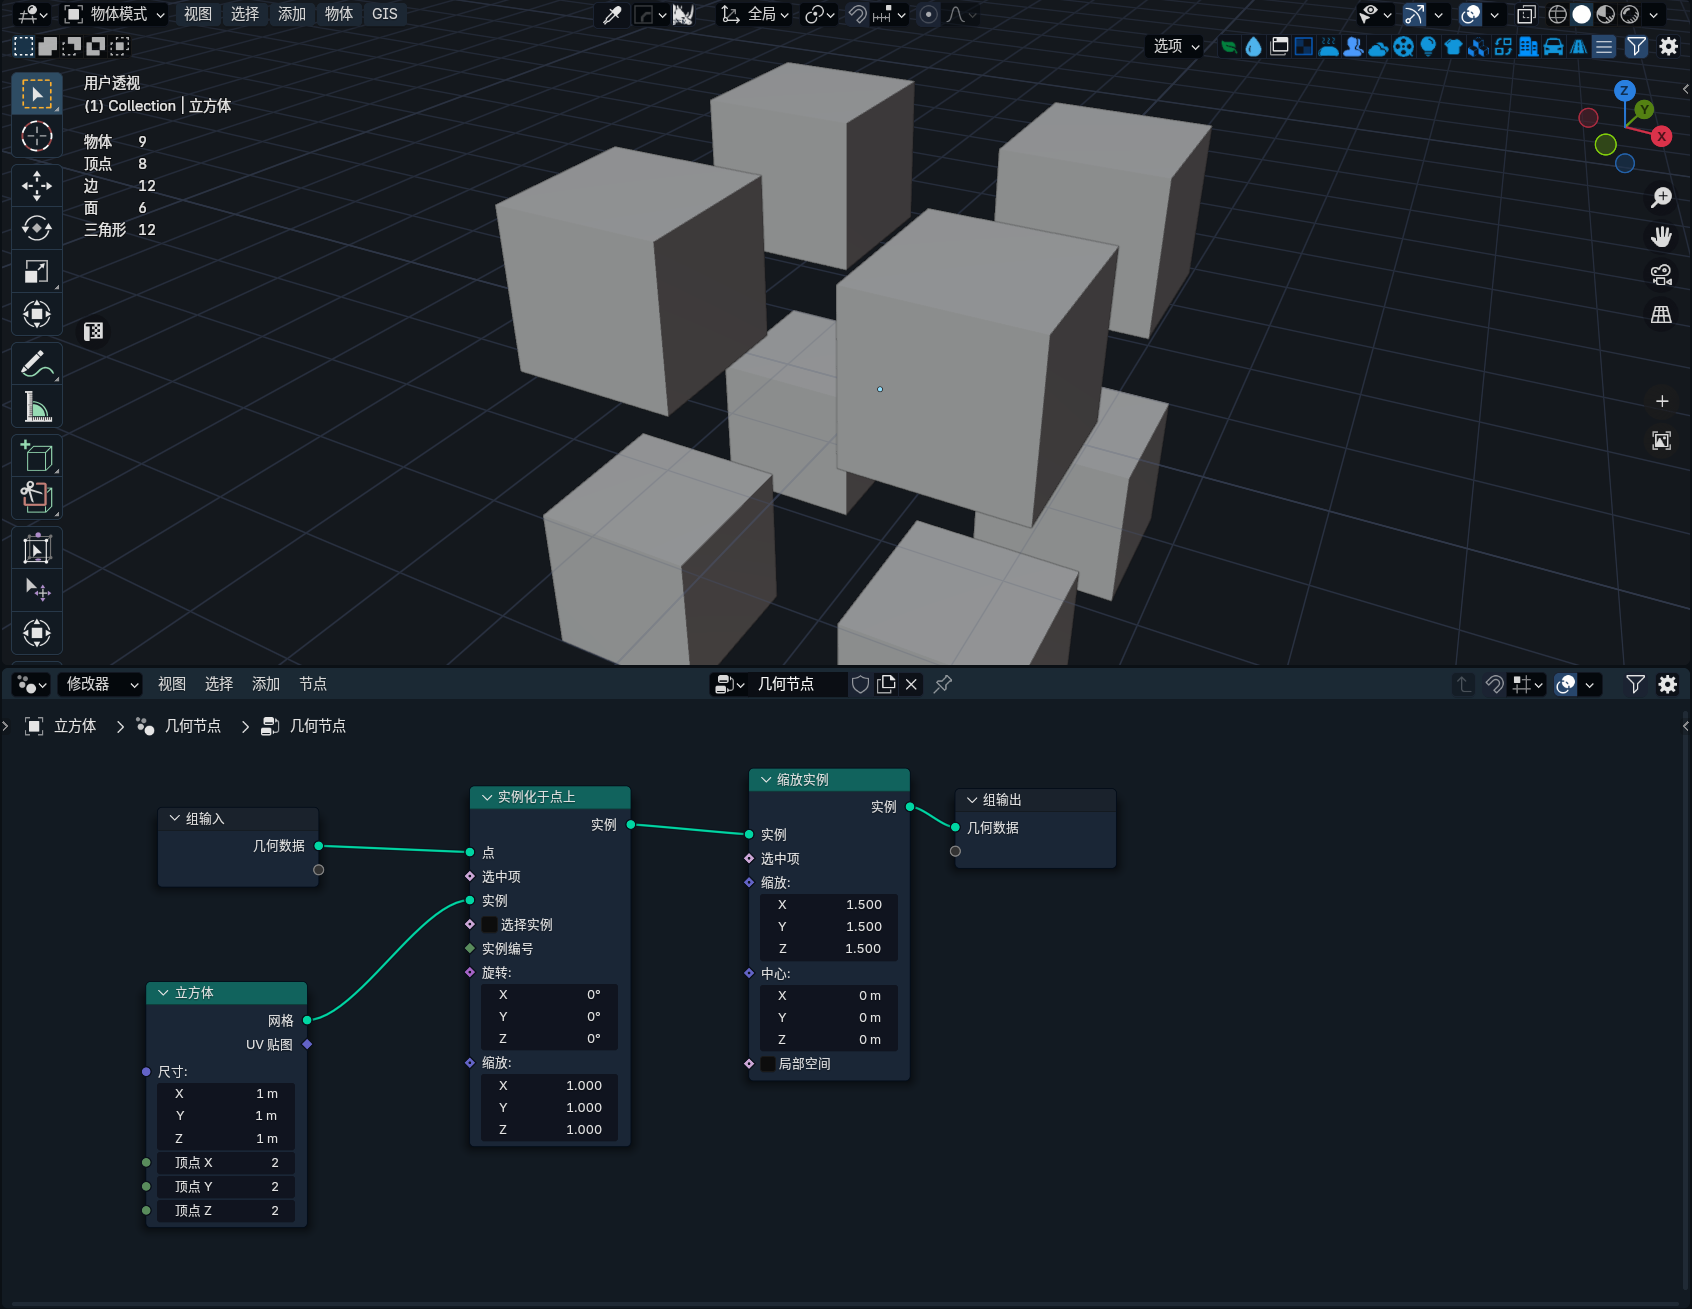 物体模式 视图 选择 添加 物体 GIS 全局
选项
用户透视
(1) Collection | 立方体
物体 9
顶点 8
边 12
面 6
三角形 12
Z
Y
X
修改器 视图 选择 添加 节点 几何节点
立方体 几何节点 几何节点
组输入
几何数据
立方体
网格
UV 贴图
尺寸:
X 1 m
Y 1 m
Z 1 m
顶点 X 2
顶点 Y 2
顶点 Z 2
实例化于点上
实例
点
选中项
实例
选择实例
实例编号
旋转:
X 0°
Y 0°
Z 0°
缩放:
X 1.000
Y 1.000
Z 1.000
缩放实例
实例
实例
选中项
缩放:
X 1.500
Y 1.500
Z 1.500
中心:
X 0 m
Y 0 m
Z 0 m
局部空间
组输出
几何数据